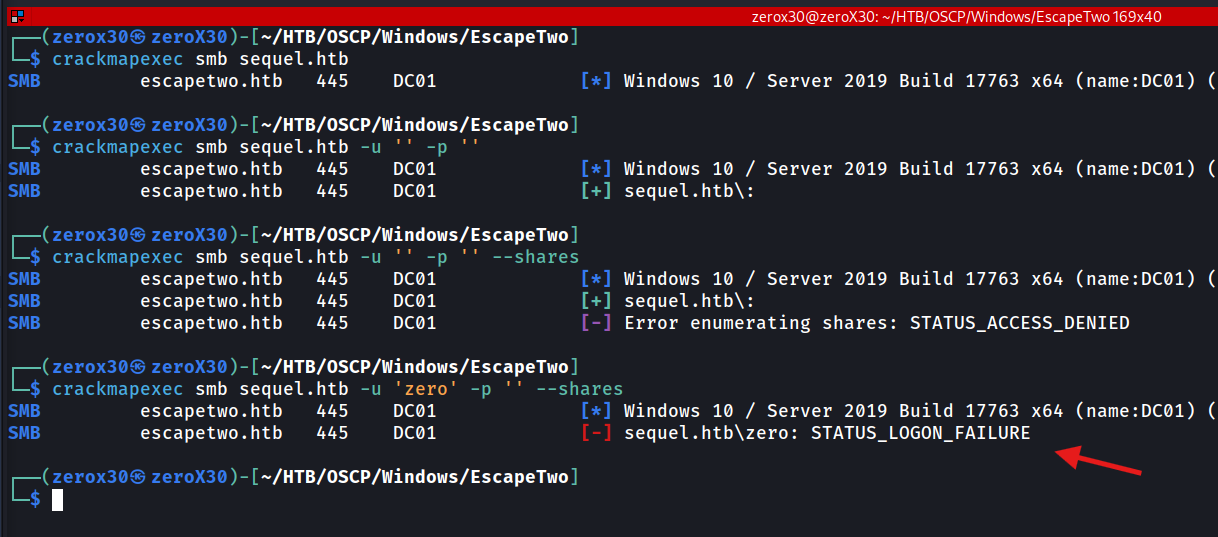 zerox30@zeroX30: ~/HTB/OSCP/Windows/EscapeTwo 169x40
┌──(zerox30㉿zeroX30)-[~/HTB/OSCP/Windows/EscapeTwo]
└─$ crackmapexec smb sequel.htb
SMB         escapetwo.htb   445    DC01             [*] Windows 10 / Server 2019 Build 17763 x64 (name:DC01) (
┌──(zerox30㉿zeroX30)-[~/HTB/OSCP/Windows/EscapeTwo]
└─$ crackmapexec smb sequel.htb -u '' -p ''
SMB         escapetwo.htb   445    DC01             [*] Windows 10 / Server 2019 Build 17763 x64 (name:DC01) (
SMB         escapetwo.htb   445    DC01             [+] sequel.htb\:
┌──(zerox30㉿zeroX30)-[~/HTB/OSCP/Windows/EscapeTwo]
└─$ crackmapexec smb sequel.htb -u '' -p '' --shares
SMB         escapetwo.htb   445    DC01             [*] Windows 10 / Server 2019 Build 17763 x64 (name:DC01) (
SMB         escapetwo.htb   445    DC01             [+] sequel.htb\:
SMB         escapetwo.htb   445    DC01             [-] Error enumerating shares: STATUS_ACCESS_DENIED
┌──(zerox30㉿zeroX30)-[~/HTB/OSCP/Windows/EscapeTwo]
└─$ crackmapexec smb sequel.htb -u 'zero' -p '' --shares
SMB         escapetwo.htb   445    DC01             [*] Windows 10 / Server 2019 Build 17763 x64 (name:DC01) (
SMB         escapetwo.htb   445    DC01             [-] sequel.htb\zero: STATUS_LOGON_FAILURE
┌──(zerox30㉿zeroX30)-[~/HTB/OSCP/Windows/EscapeTwo]
└─$